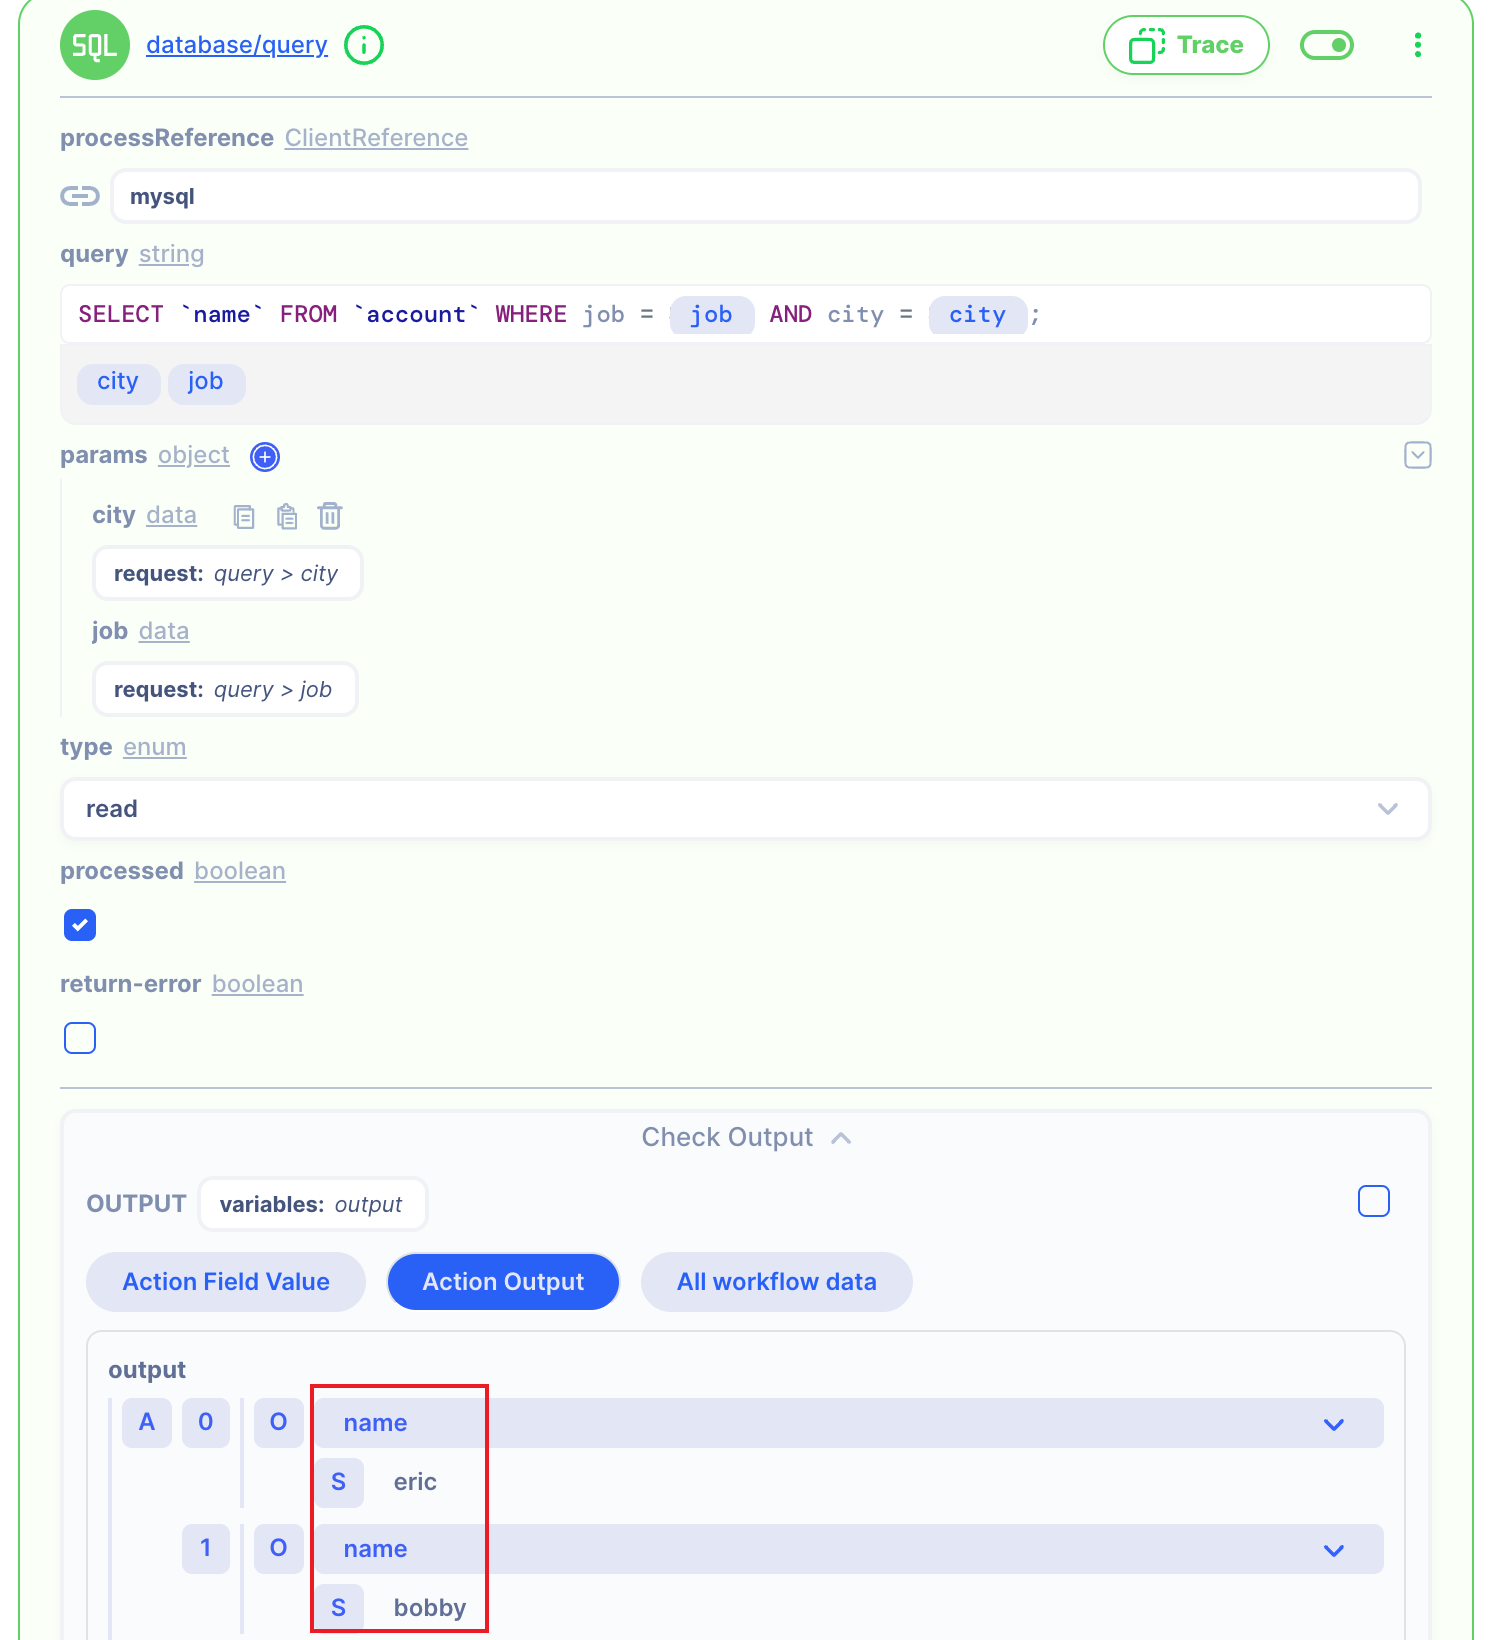 SQL database/query Trace
processReference ClientReference
mysql
query string
SELECT `name` FROM `account` WHERE job = job AND city = city ;
city job
params object
city data
request: query > city
job data
request: query > job
type enum
read
processed boolean
return-error boolean
Check Output
OUTPUT variables: output
Action Field Value Action Output All workflow data
output
A 0 O name
S eric
1 O name
S bobby